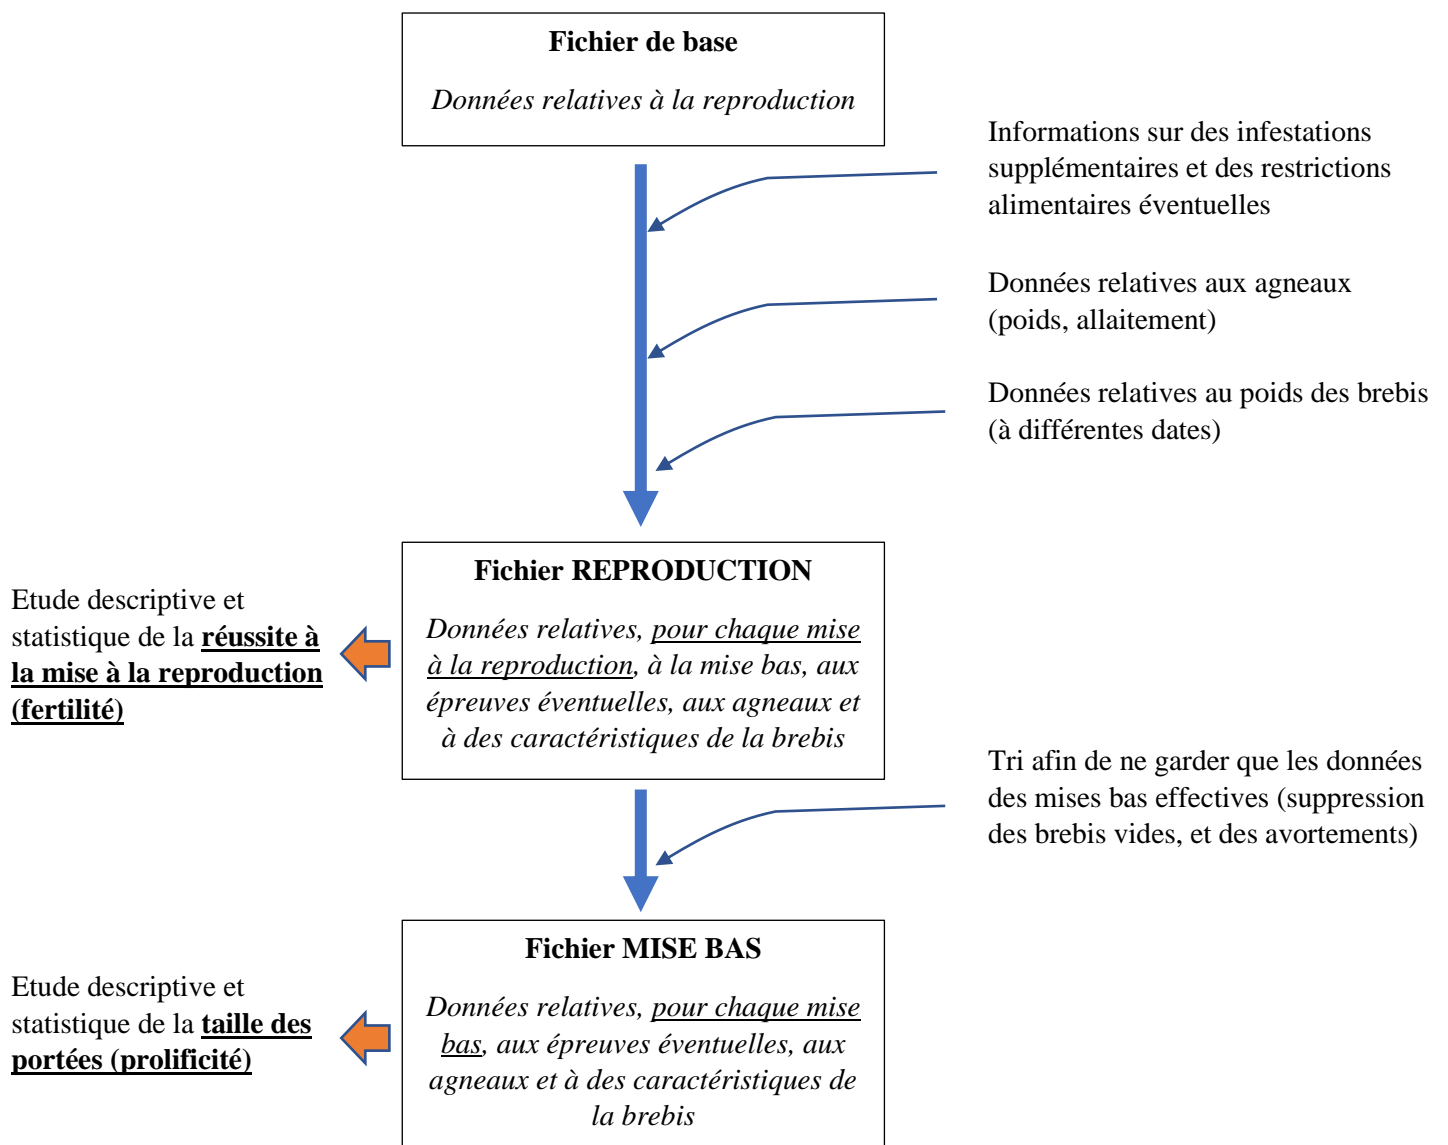 Fichier de base
Données relatives à la reproduction
Informations sur des infestations
supplémentaires et des restrictions
alimentaires éventuelles
Données relatives aux agneaux
(poids, allaitement)
Données relatives au poids des brebis
(à différentes dates)
Fichier REPRODUCTION
Données relatives, pour chaque mise
à la reproduction, à la mise bas, aux
épreuves éventuelles, aux agneaux et
à des caractéristiques de la brebis
Etude descriptive et
statistique de la réussite à
la mise à la reproduction
(fertilité)
Tri afin de ne garder que les données
des mises bas effectives (suppression
des brebis vides, et des avortements)
Fichier MISE BAS
Données relatives, pour chaque mise
bas, aux épreuves éventuelles, aux
agneaux et à des caractéristiques de
la brebis
Etude descriptive et
statistique de la taille des
portées (prolificité)